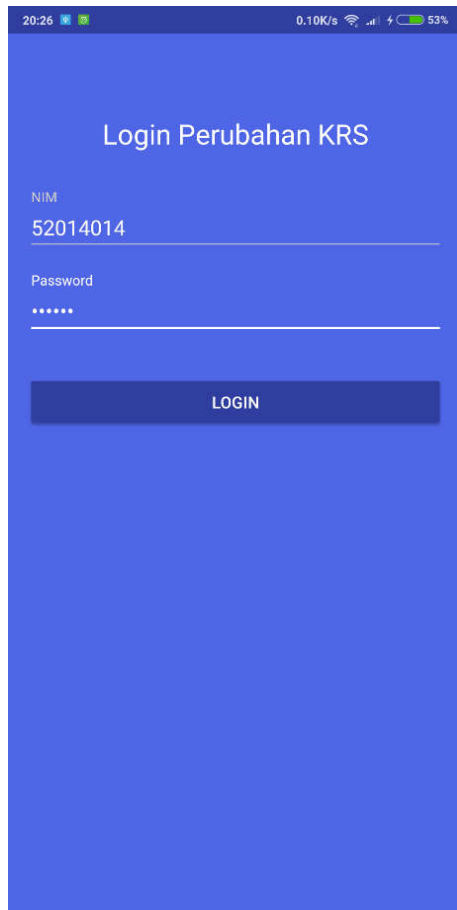 20:26 0.10K/s 53%
Login Perubahan KRS
NIM
52014014
Password
••••••
LOGIN